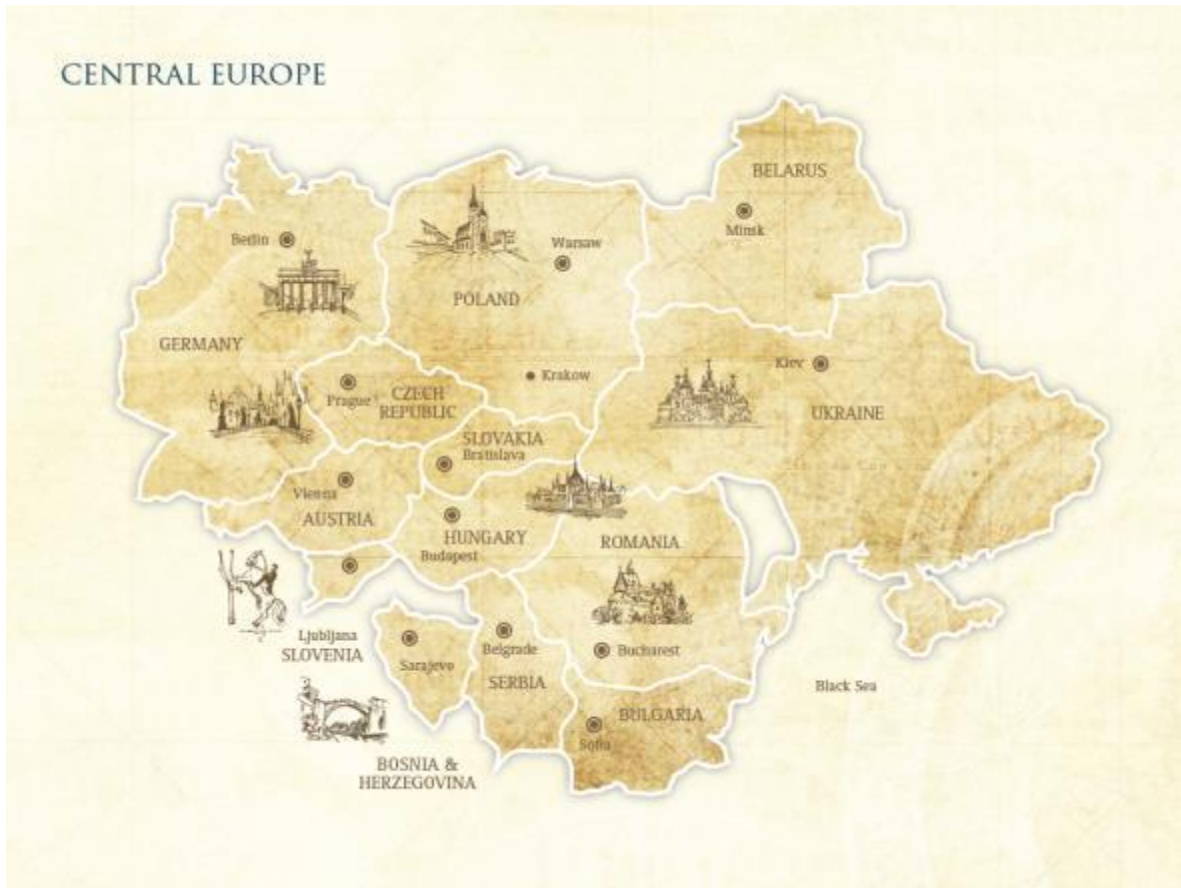 CENTRAL EUROPE
BELARUS
Minsk
Berlin
Warsaw
POLAND
GERMANY
Krakow
Kiev
Prague
CZECH
REPUBLIC
UKRAINE
SLOVAKIA
Bratislava
Vienna
AUSTRIA
HUNGARY
Budapest
ROMANIA
Ljubljana
SLOVENIA
Sarajevo
Belgrade
SERBIA
Bucharest
Black Sea
BULGARIA
Sofia
BOSNIA &
HERZEGOVINA